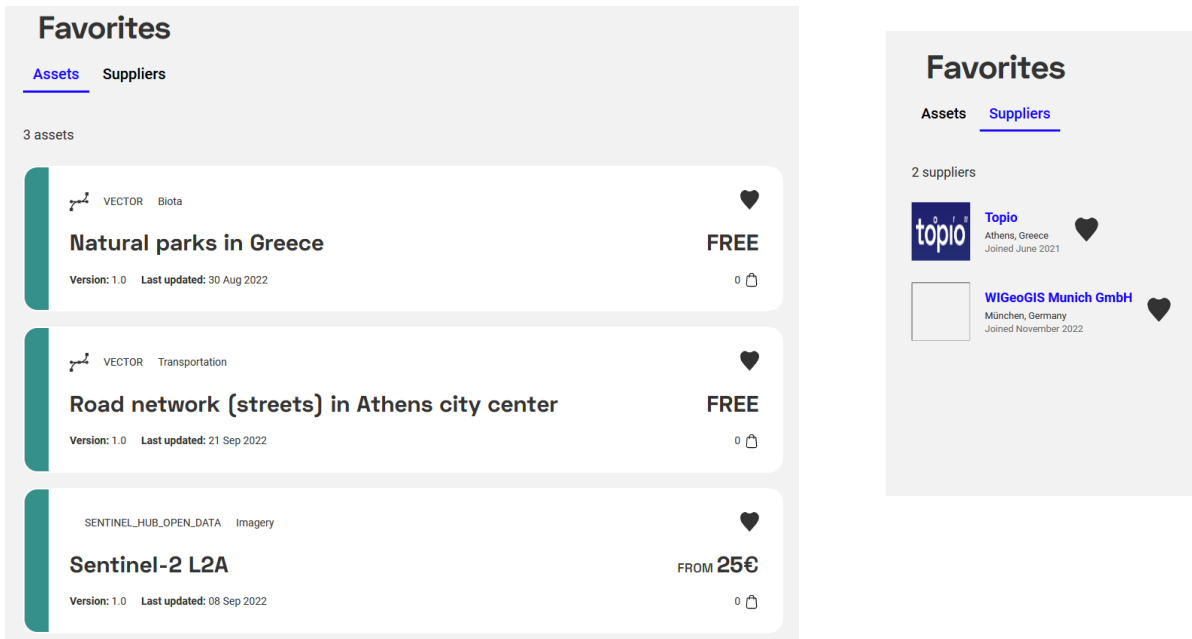 Favorites
Assets Suppliers
3 assets
VECTOR Biota
Natural parks in Greece FREE
Version: 1.0 Last updated: 30 Aug 2022 0
VECTOR Transportation
Road network (streets) in Athens city center FREE
Version: 1.0 Last updated: 21 Sep 2022 0
SENTINEL_HUB_OPEN_DATA Imagery
Sentinel-2 L2A FROM 25€
Version: 1.0 Last updated: 08 Sep 2022 0
Favorites
Assets Suppliers
2 suppliers
topio
Topio
Athens, Greece
Joined June 2021
WIGeoGIS Munich GmbH
München, Germany
Joined November 2022